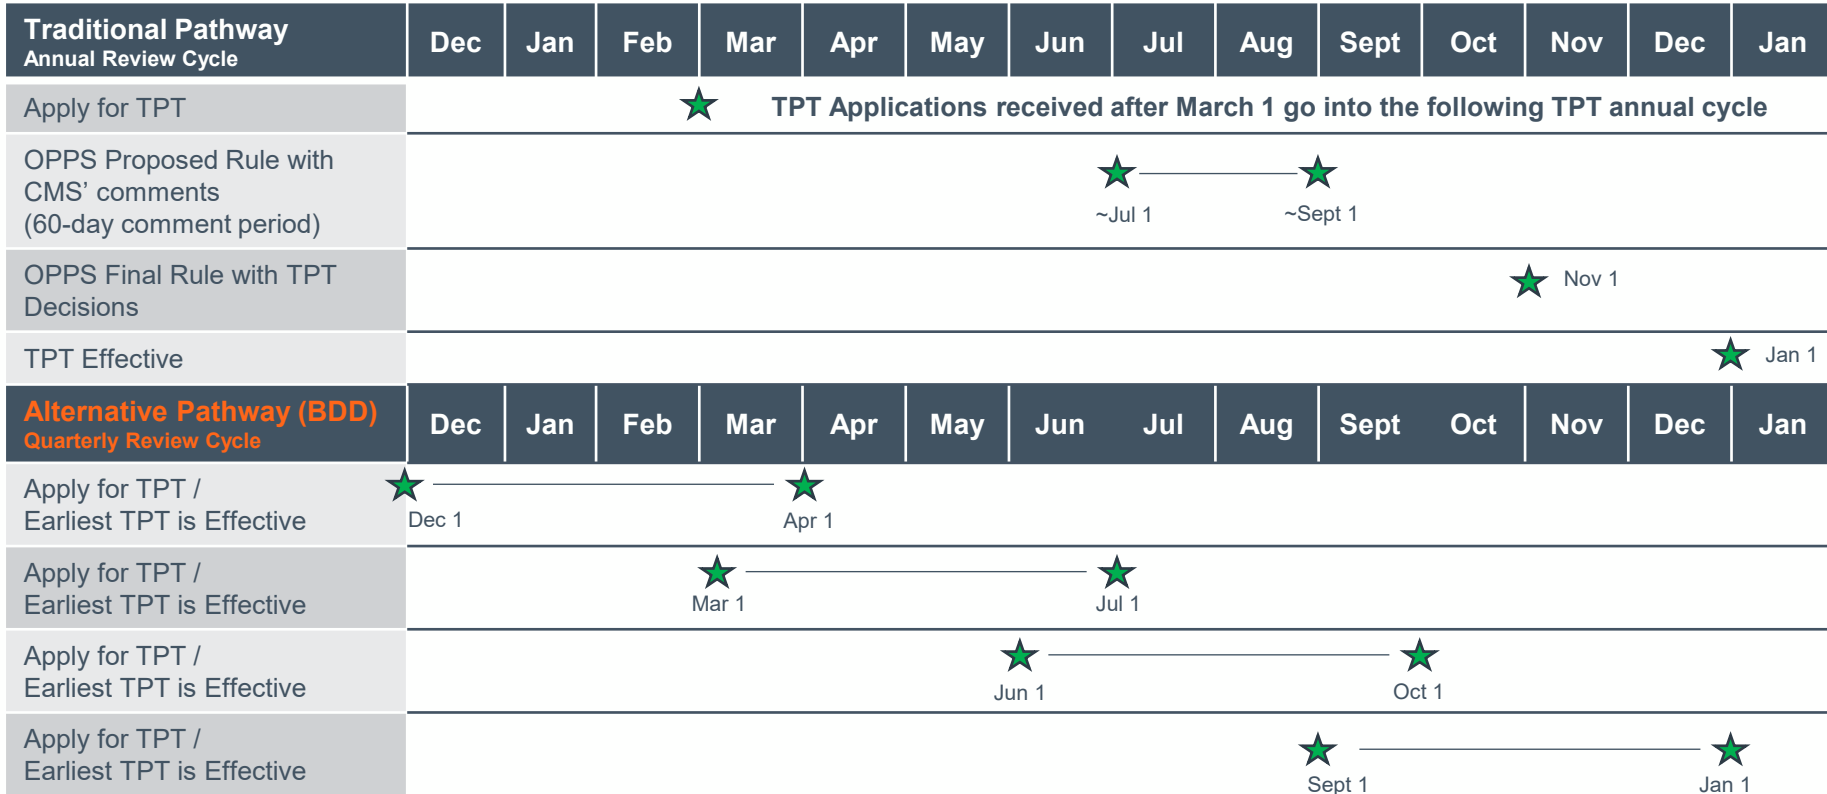 Traditional Pathway
Annual Review Cycle
Dec Jan Feb Mar Apr May Jun Jul Aug Sept Oct Nov Dec Jan
Apply for TPT
TPT Applications received after March 1 go into the following TPT annual cycle
OPPS Proposed Rule with
CMS’ comments
(60-day comment period)
~Jul 1 ~Sept 1
OPPS Final Rule with TPT
Decisions
Nov 1
TPT Effective
Jan 1
Alternative Pathway (BDD)
Quarterly Review Cycle
Dec Jan Feb Mar Apr May Jun Jul Aug Sept Oct Nov Dec Jan
Apply for TPT /
Earliest TPT is Effective
Dec 1 Apr 1
Apply for TPT /
Earliest TPT is Effective
Mar 1 Jul 1
Apply for TPT /
Earliest TPT is Effective
Jun 1 Oct 1
Apply for TPT /
Earliest TPT is Effective
Sept 1 Jan 1